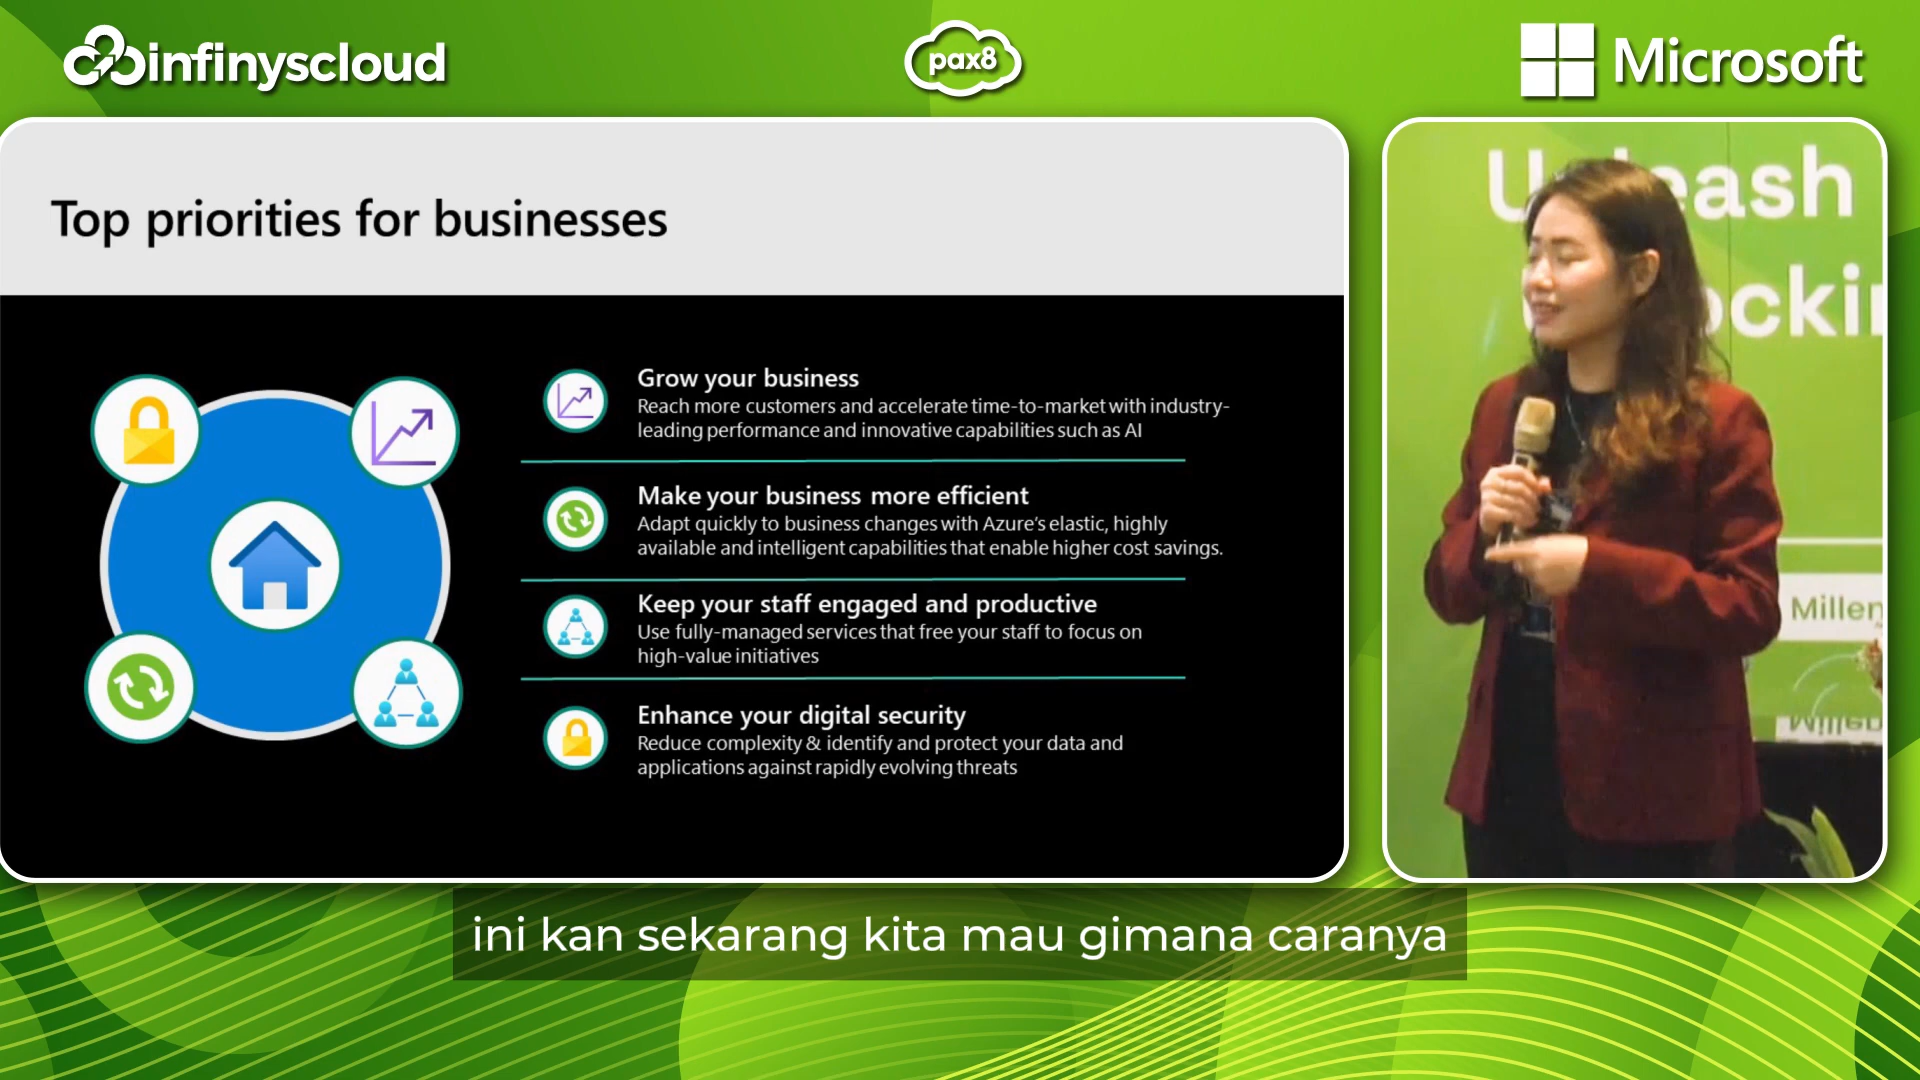 infinyscloud
pax8
Microsoft
Top priorities for businesses
Grow your business
Reach more customers and accelerate time-to-market with industry-
leading performance and innovative capabilities such as AI
Make your business more efficient
Adapt quickly to business changes with Azure's elastic, highly
available and intelligent capabilities that enable higher cost savings.
Keep your staff engaged and productive
Use fully-managed services that free your staff to focus on
high-value initiatives
Enhance your digital security
Reduce complexity & identify and protect your data and
applications against rapidly evolving threats
ini kan sekarang kita mau gimana caranya